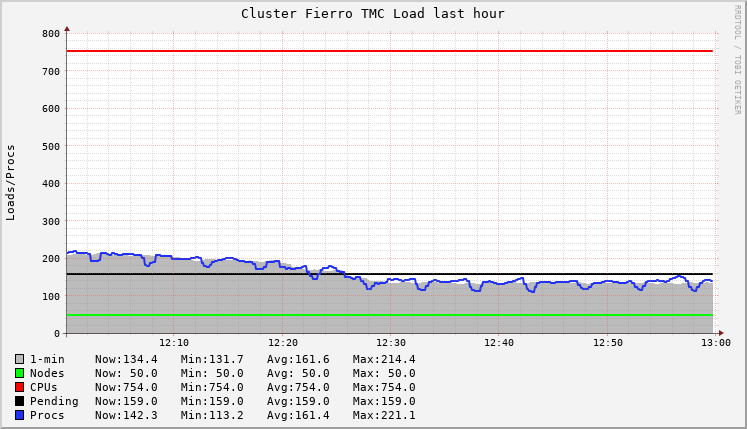 Cluster Fierro TMC Load last hour
RRDTOOL / TOBI OETIKER
Loads/Procs
800
700
600
500
400
300
200
100
0
12:10 12:20 12:30 12:40 12:50 13:00
1-min Now:134.4 Min:131.7 Avg:161.6 Max:214.4
Nodes Now: 50.0 Min: 50.0 Avg: 50.0 Max: 50.0
CPUs Now:754.0 Min:754.0 Avg:754.0 Max:754.0
Pending Now:159.0 Min:159.0 Avg:159.0 Max:159.0
Procs Now:142.3 Min:113.2 Avg:161.4 Max:221.1